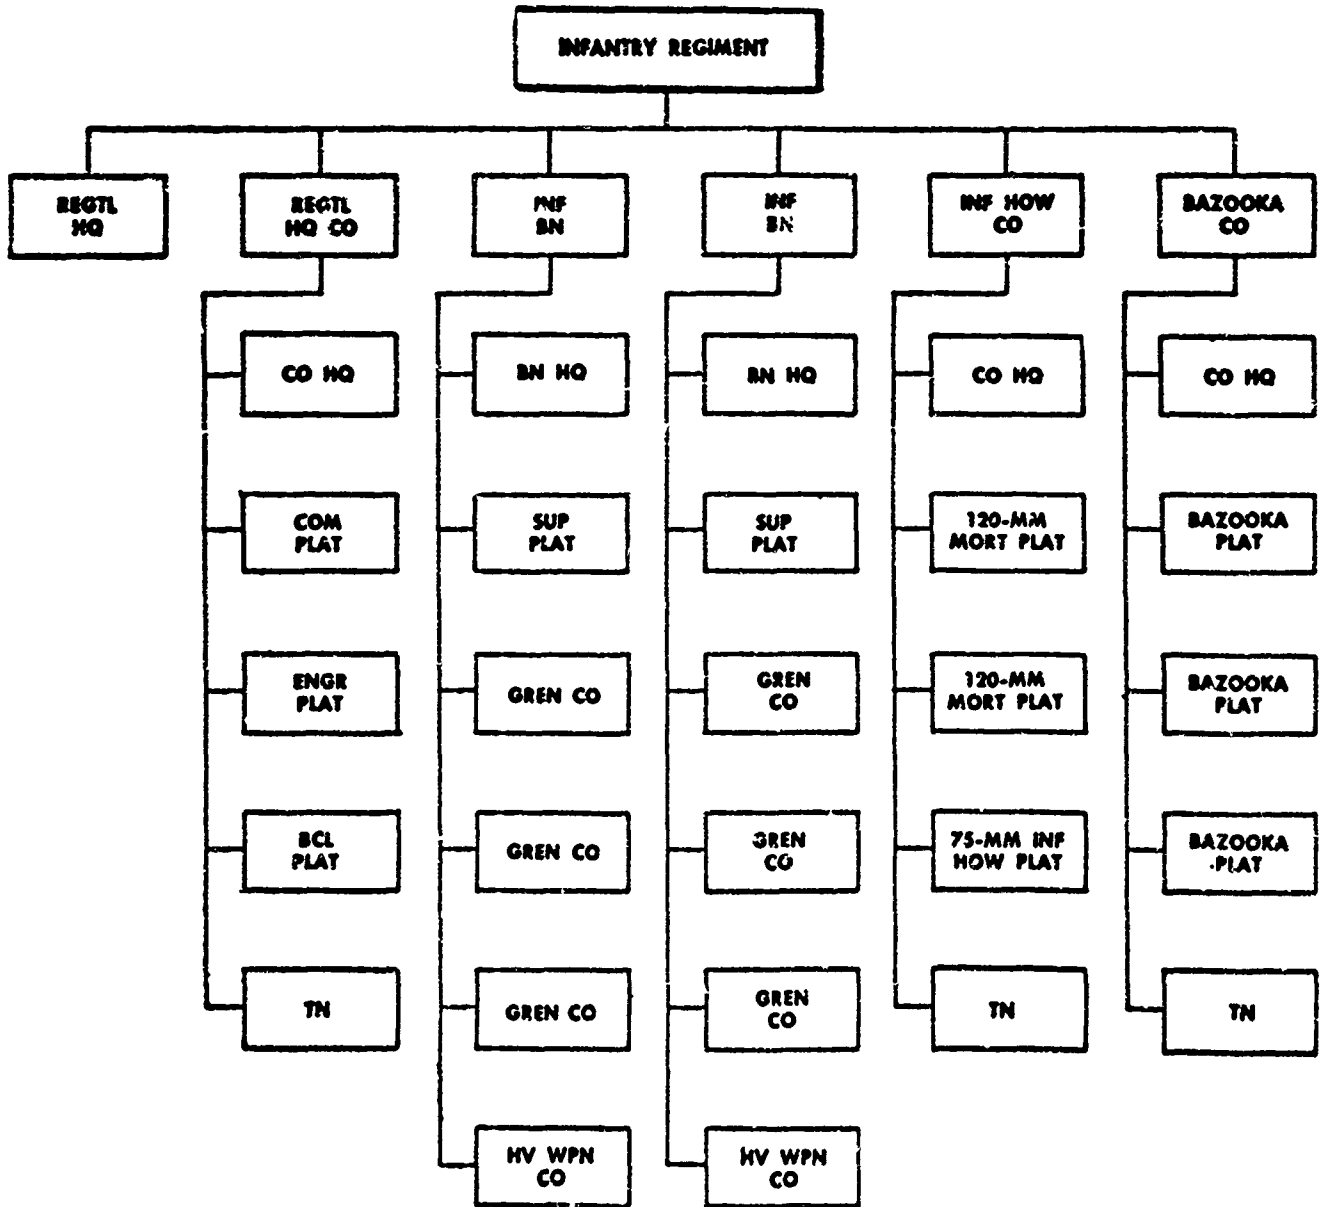 INFANTRY REGIMENT
REGTL
HQ
REGTL
HQ CO
INF
BN
INF
BN
INF HOW
CO
BAZOOKA
CO
CO HQ
BN HQ
BN HQ
CO HQ
CO HQ
COM
PLAT
SUP
PLAT
SUP
PLAT
120-MM
MORT PLAT
BAZOOKA
PLAT
ENGR
PLAT
GREN CO
GREN
CO
120-MM
MORT PLAT
BAZOOKA
PLAT
BCL
PLAT
GREN CO
GREN
CO
75-MM INF
HOW PLAT
BAZOOKA
PLAT
TN
GREN CO
GREN
CO
TN
TN
HV WPN
CO
HV WPN
CO